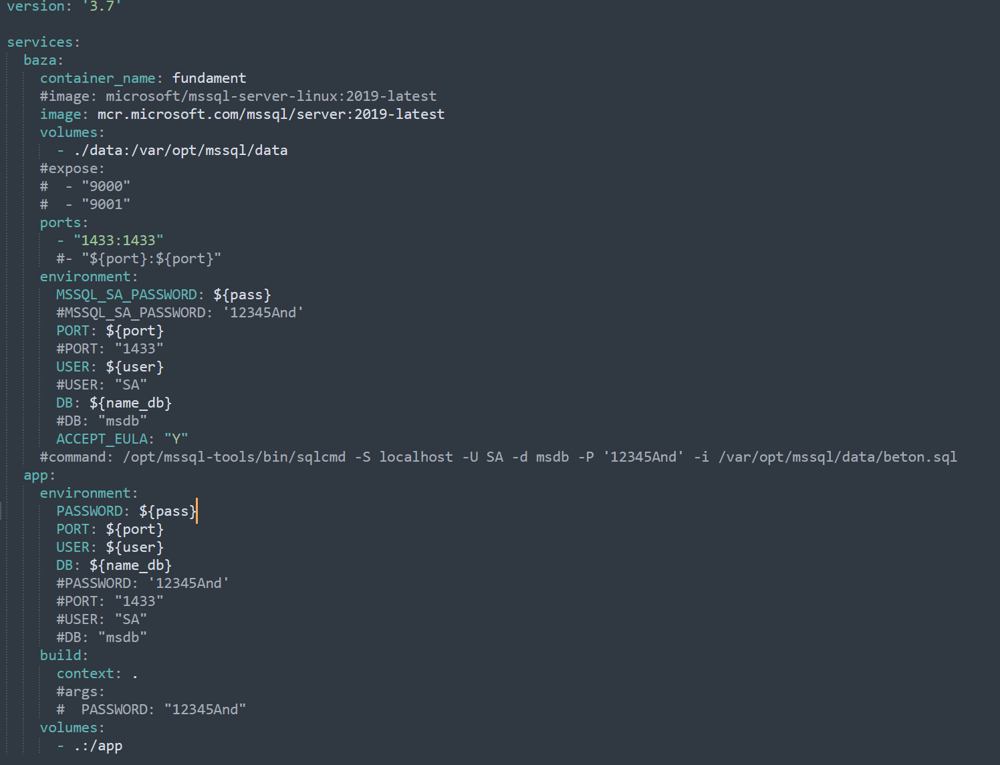 version: '3.7'
services:
baza:
container_name: fundament
#image: microsoft/mssql-server-linux:2019-latest
image: mcr.microsoft.com/mssql/server:2019-latest
volumes:
- ./data:/var/opt/mssql/data
#expose:
#  - "9000"
#  - "9001"
ports:
- "1433:1433"
#- "${port}:${port}"
environment:
MSSQL_SA_PASSWORD: ${pass}
#MSSQL_SA_PASSWORD: '12345And'
PORT: ${port}
#PORT: "1433"
USER: ${user}
#USER: "SA"
DB: ${name_db}
#DB: "msdb"
ACCEPT_EULA: "Y"
#command: /opt/mssql-tools/bin/sqlcmd -S localhost -U SA -d msdb -P '12345And' -i /var/opt/mssql/data/beton.sql
app:
environment:
PASSWORD: ${pass}
PORT: ${port}
USER: ${user}
DB: ${name_db}
#PASSWORD: '12345And'
#PORT: "1433"
#USER: "SA"
#DB: "msdb"
build:
context: .
#args:
#  PASSWORD: "12345And"
volumes:
- .:/app